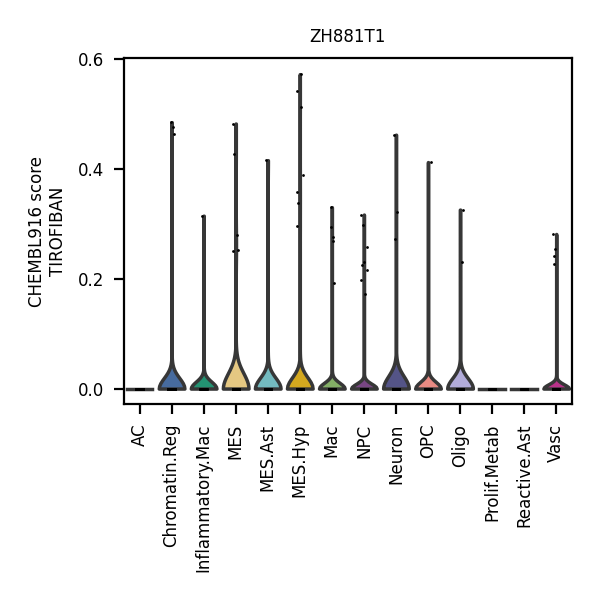 ZH881T1
CHEMBL916 score
TIROFIBAN
0.6
0.4
0.2
0.0
AC
Chromatin.Reg
Inflammatory.Mac
MES
MES.Ast
MES.Hyp
Mac
NPC
Neuron
OPC
Oligo
Prolif.Metab
Reactive.Ast
Vasc